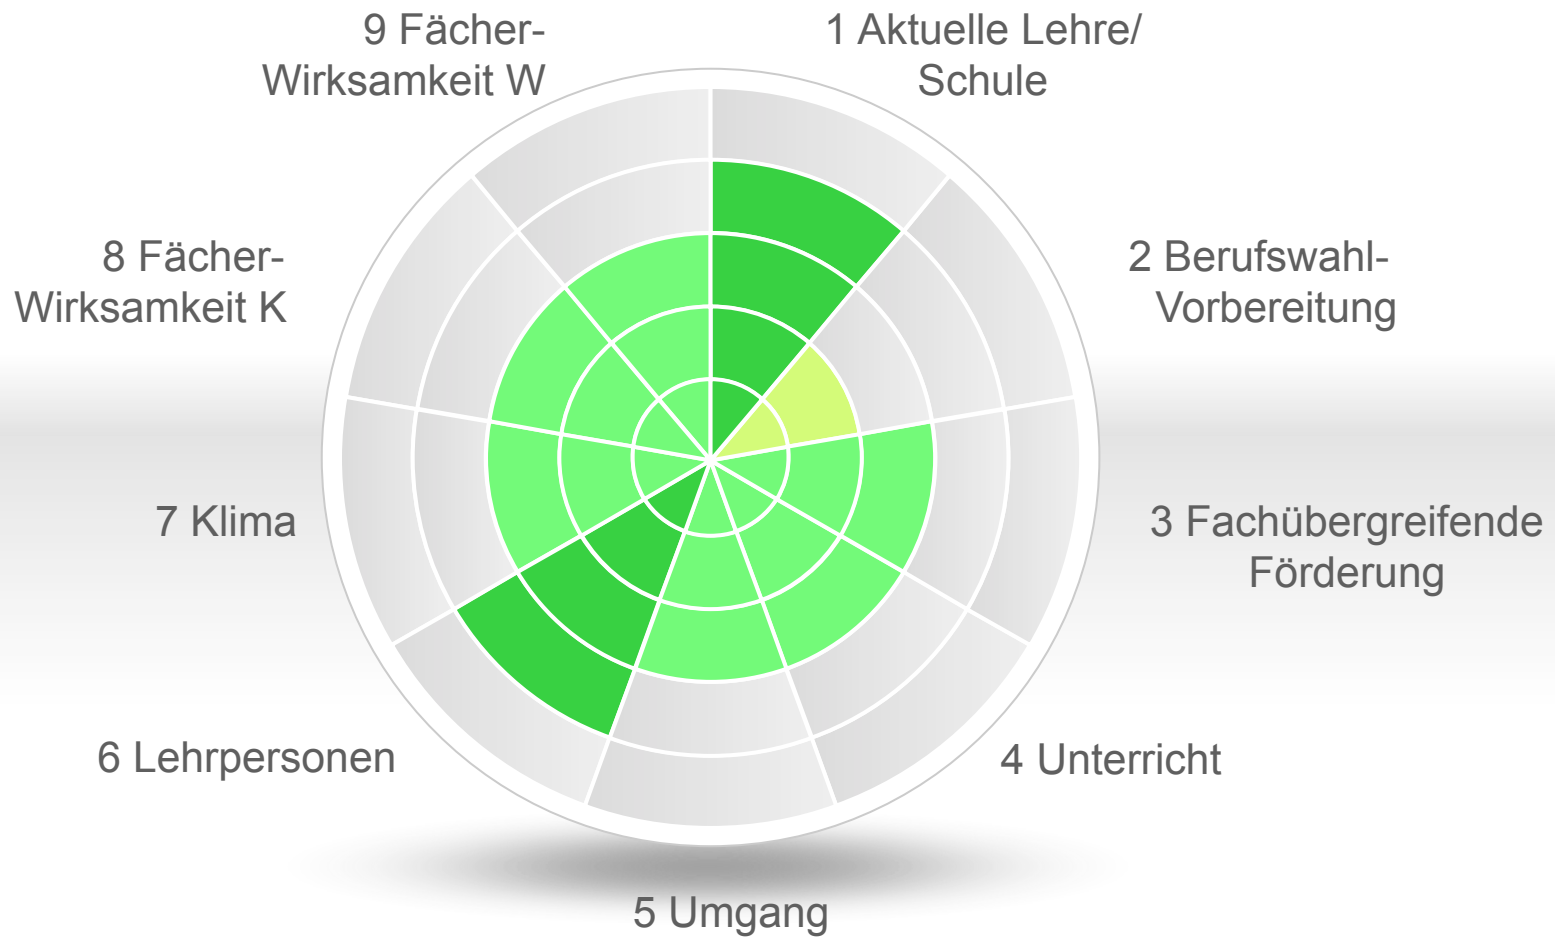 1 Aktuelle Lehre/
Schule
2 Berufswahl-
Vorbereitung
3 Fachübergreifende
Förderung
4 Unterricht
5 Umgang
6 Lehrpersonen
7 Klima
8 Fächer-
Wirksamkeit K
9 Fächer-
Wirksamkeit W